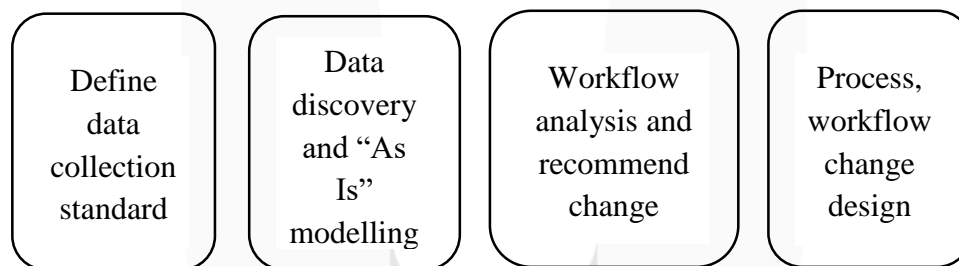 Define
data
collection
standard
Data
discovery
and “As
Is”
modelling
Workflow
analysis and
recommend
change
Process,
workflow
change
design